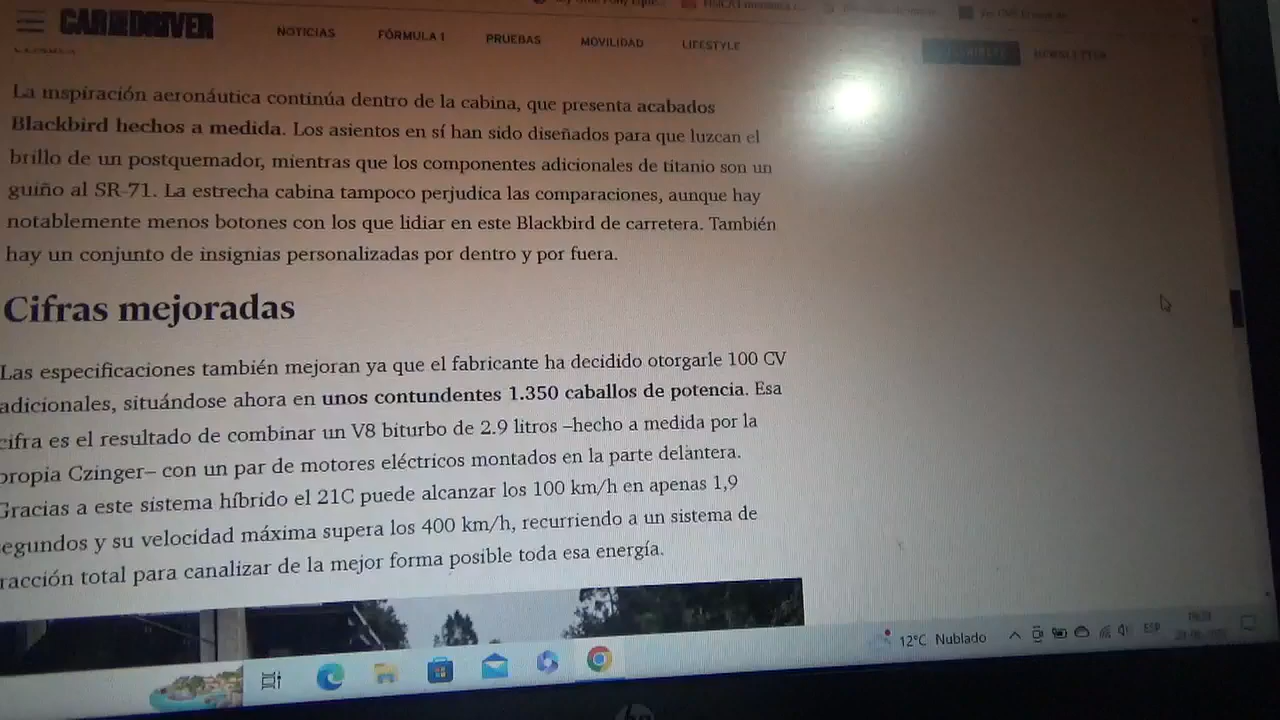 CAR AND DRIVER
NOTICIAS FÓRMULA 1 PRUEBAS MOVILIDAD LIFESTYLE NEWSLETTER
La inspiración aeronáutica continúa dentro de la cabina, que presenta acabados
Blackbird hechos a medida. Los asientos en sí han sido diseñados para que luzcan el
brillo de un postquemador, mientras que los componentes adicionales de titanio son un
guiño al SR-71. La estrecha cabina tampoco perjudica las comparaciones, aunque hay
notablemente menos botones con los que lidiar en este Blackbird de carretera. También
hay un conjunto de insignias personalizadas por dentro y por fuera.
Cifras mejoradas
Las especificaciones también mejoran ya que el fabricante ha decidido otorgarle 100 CV
adicionales, situándose ahora en unos contundentes 1.350 caballos de potencia. Esa
cifra es el resultado de combinar un V8 biturbo de 2.9 litros –hecho a medida por la
propia Czinger– con un par de motores eléctricos montados en la parte delantera.
Gracias a este sistema híbrido el 21C puede alcanzar los 100 km/h en apenas 1,9
egundos y su velocidad máxima supera los 400 km/h, recurriendo a un sistema de
racción total para canalizar de la mejor forma posible toda esa energía.
12°C Nublado ESP
hp